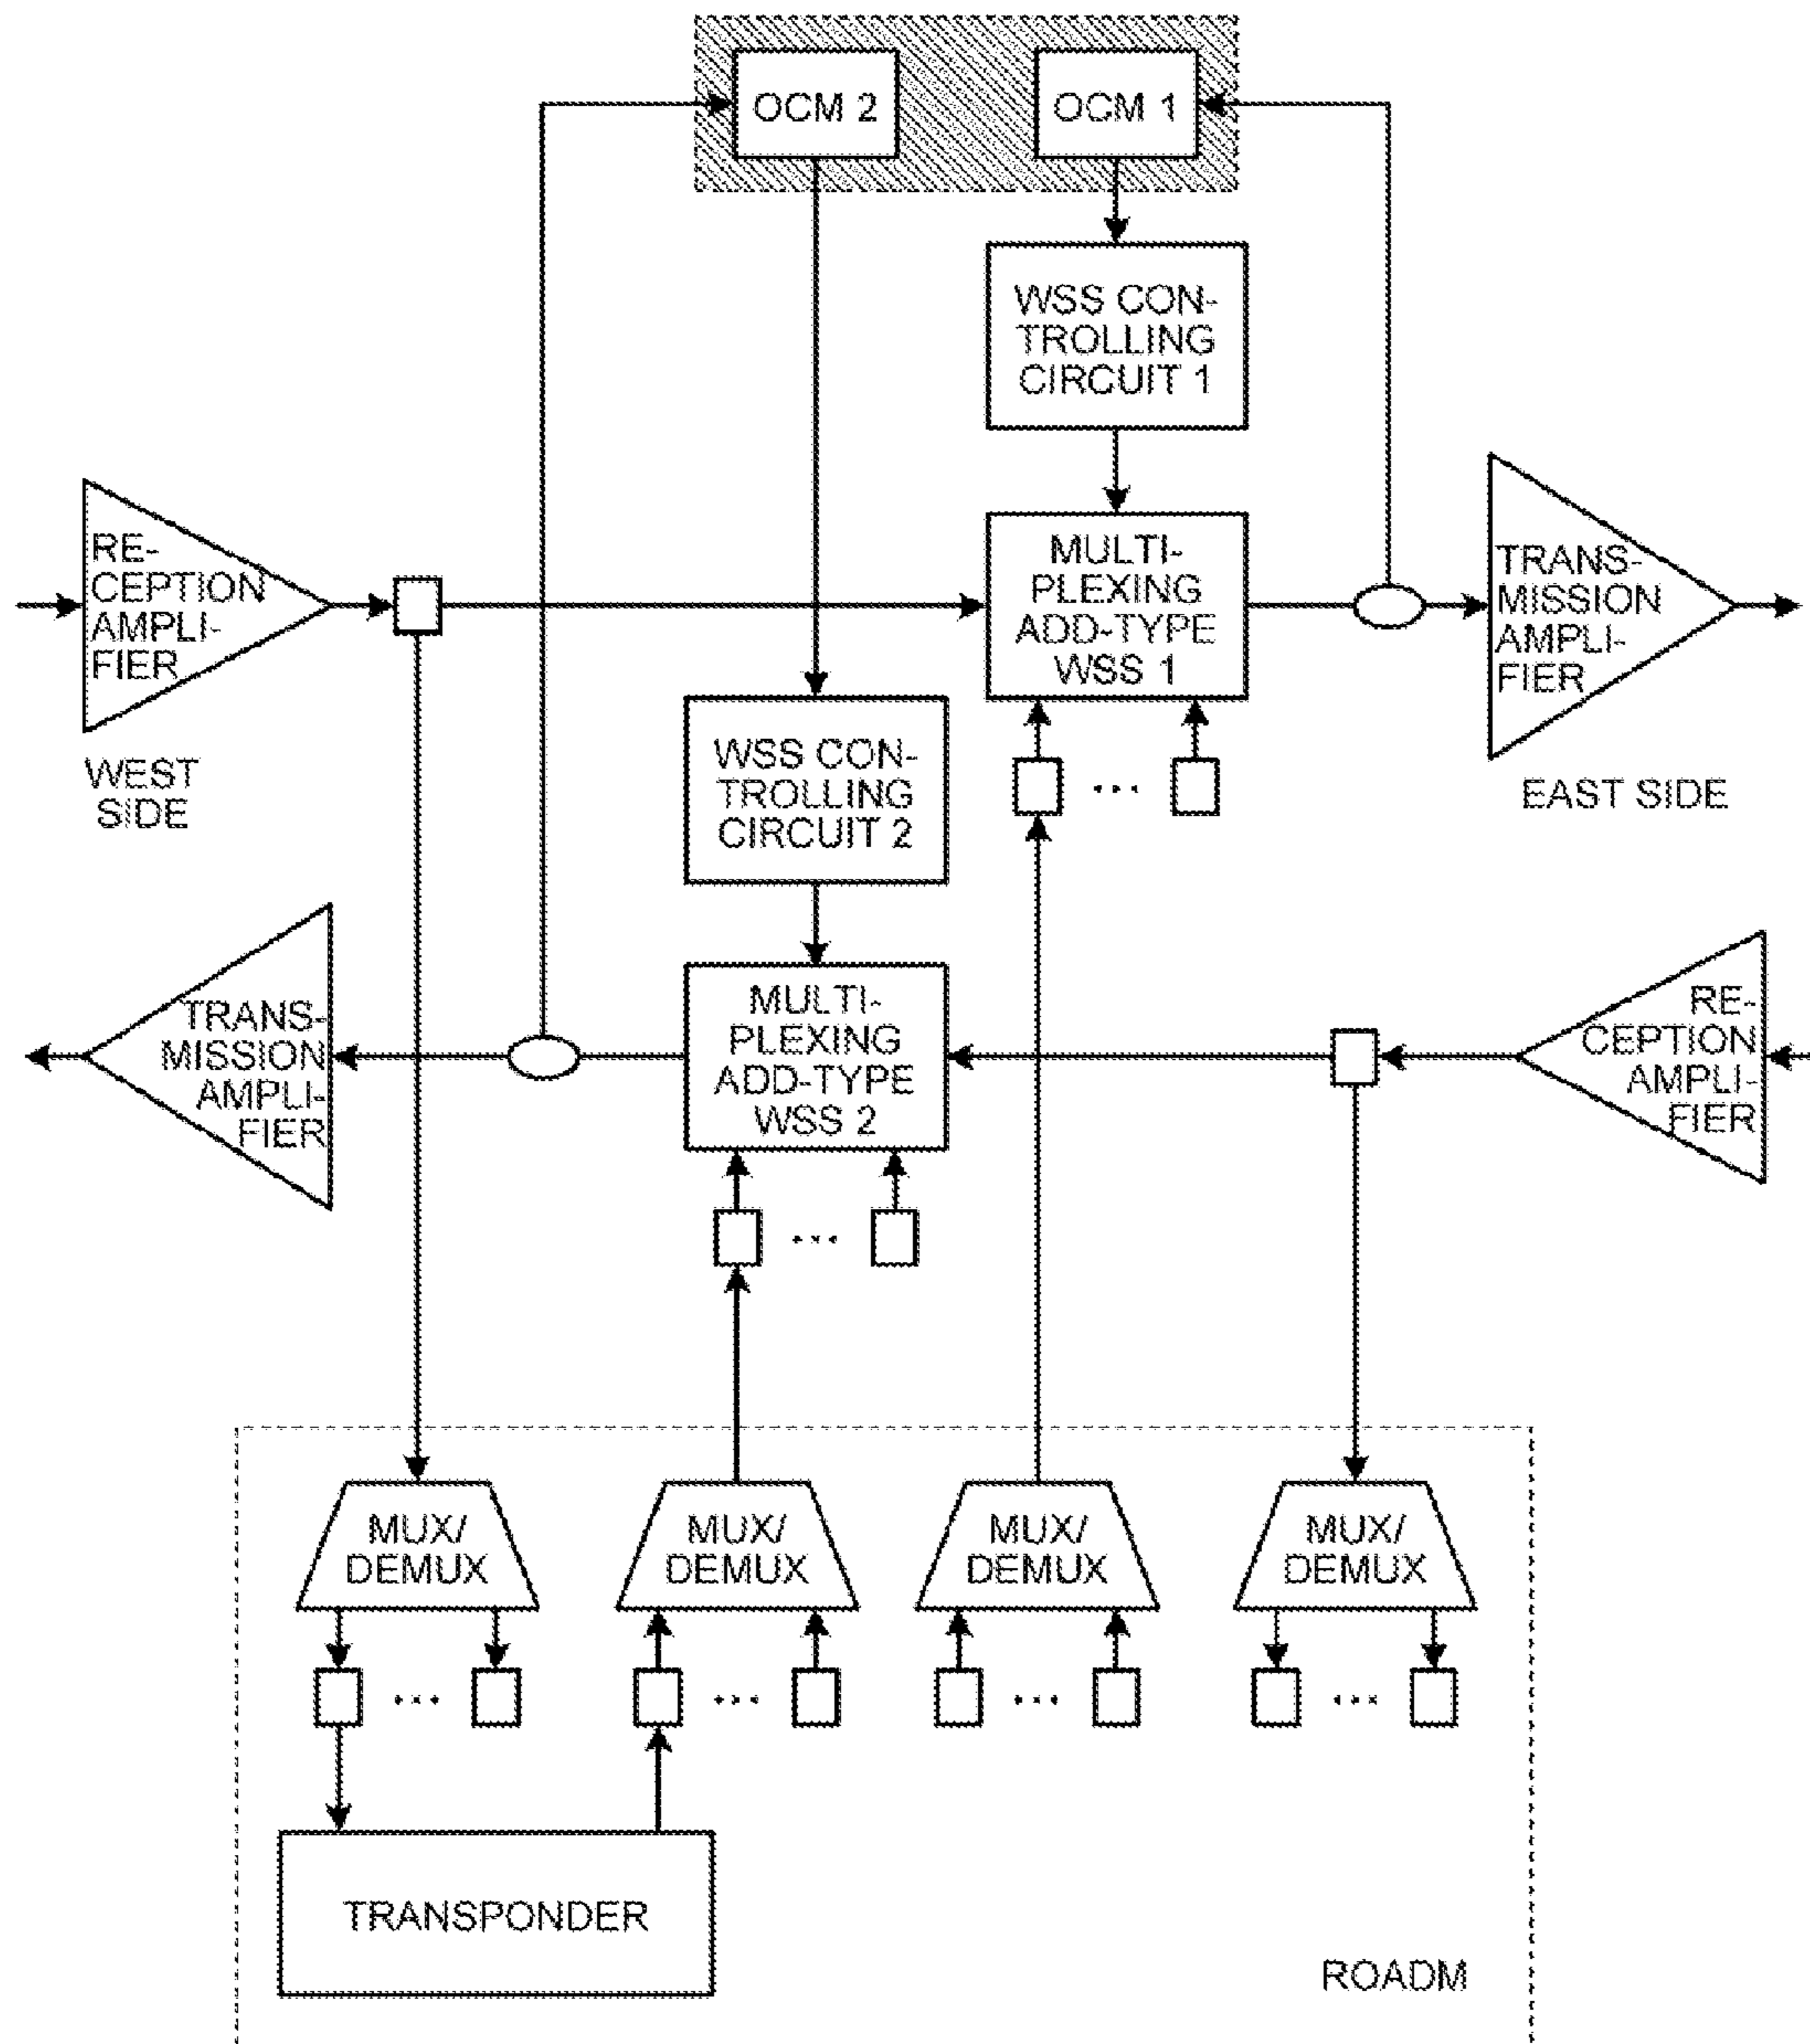 OCM 2
OCM 1
WSS CON-
TROLLING
CIRCUIT 1
RE-
CEPTION
AMPLI-
FIER
MULTI-
PLEXING
ADD-TYPE
WSS 1
TRANS-
MISSION
AMPLI-
FIER
WEST
SIDE
WSS CON-
TROLLING
CIRCUIT 2
...
EAST SIDE
TRANS-
MISSION
AMPLI-
FIER
MULTI-
PLEXING
ADD-TYPE
WSS 2
RE-
CEPTION
AMPLI-
FIER
...
MUX/
DEMUX
MUX/
DEMUX
MUX/
DEMUX
MUX/
DEMUX
...
...
...
...
TRANSPONDER
ROADM